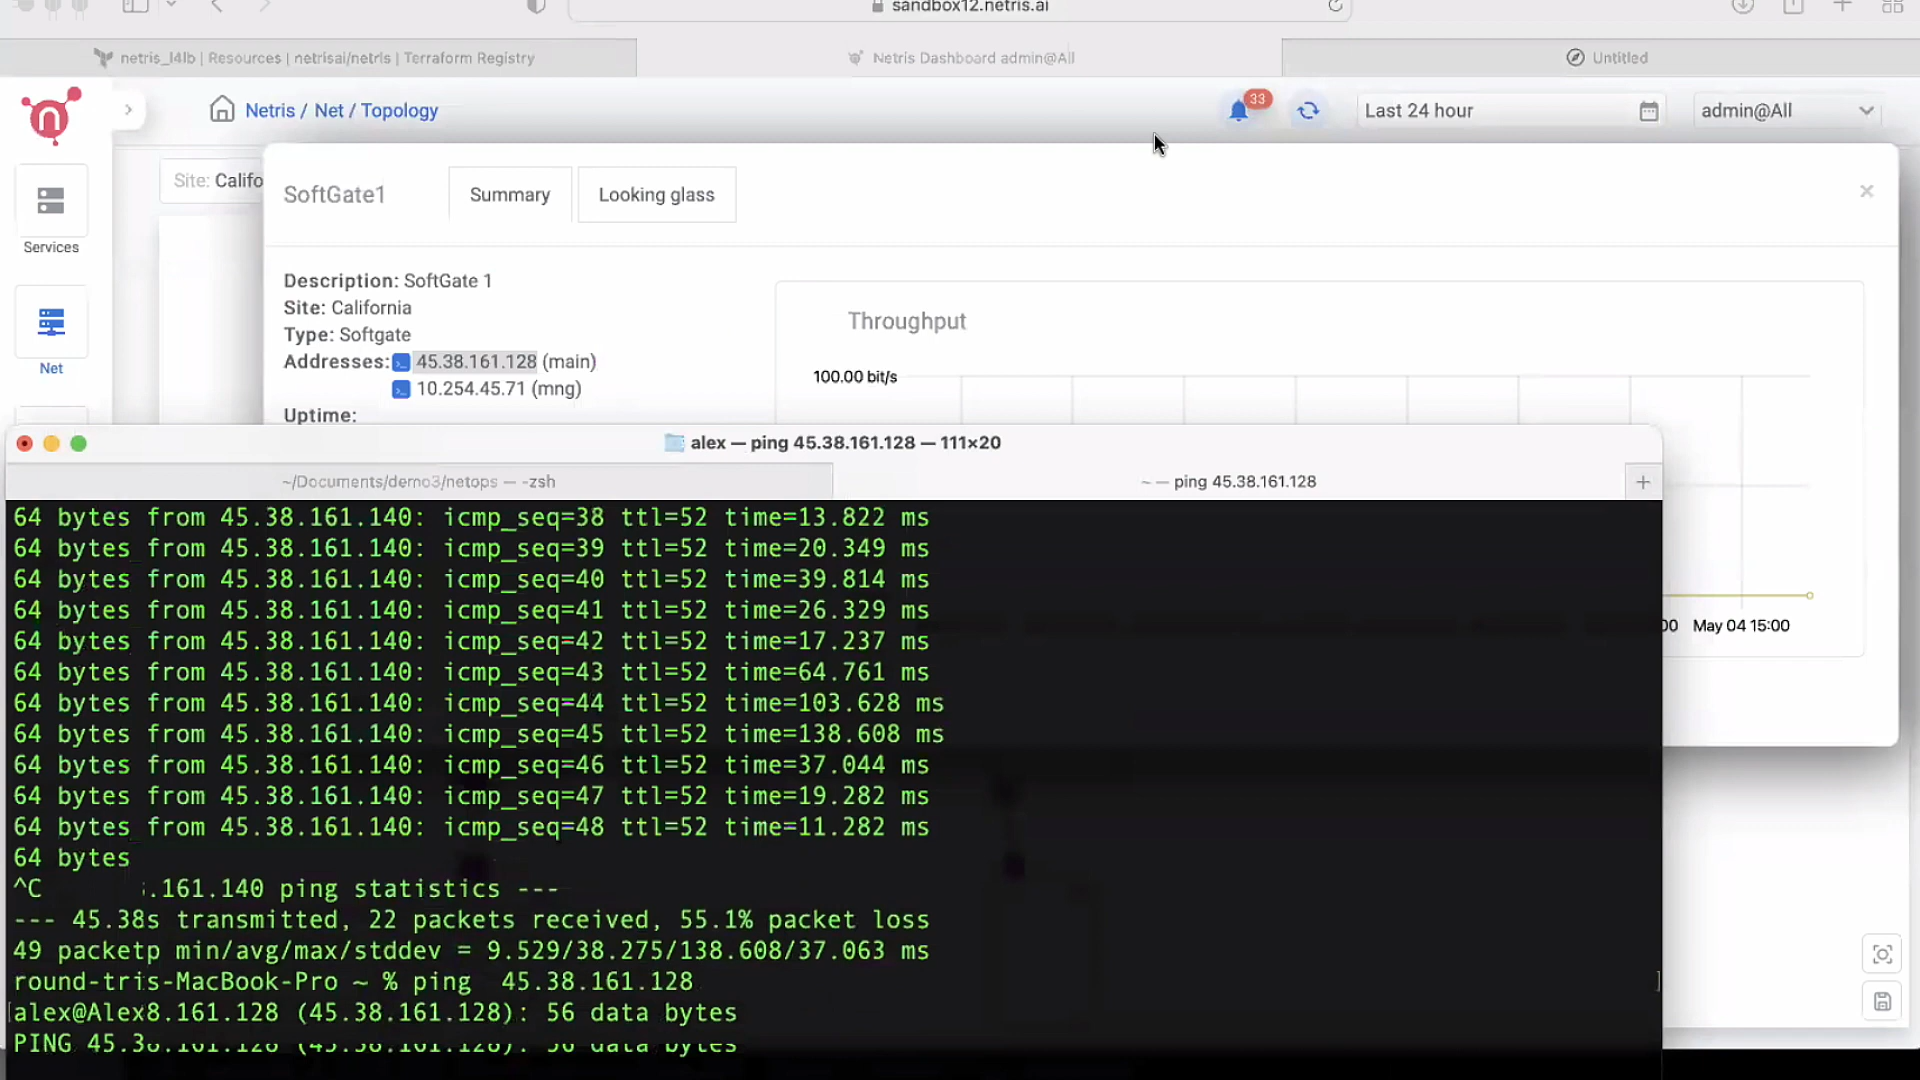 sandbox12.netris.ai
netris_l4lb | Resources | netrisai/netris | Terraform Registry
Netris Dashboard admin@All
Untitled
Netris / Net / Topology
33
Last 24 hour
admin@All
Site: Califo
SoftGate1
Summary
Looking glass
Services
Description: SoftGate 1
Site: California
Type: Softgate
Addresses: 45.38.161.128 (main)
10.254.45.71 (mng)
Uptime:
Net
Throughput
100.00 bit/s
00 May 04 15:00
alex — ping 45.38.161.128 — 111×20
~/Documents/demo3/netops — -zsh
~ — ping 45.38.161.128
64 bytes from 45.38.161.140: icmp_seq=38 ttl=52 time=13.822 ms
64 bytes from 45.38.161.140: icmp_seq=39 ttl=52 time=20.349 ms
64 bytes from 45.38.161.140: icmp_seq=40 ttl=52 time=39.814 ms
64 bytes from 45.38.161.140: icmp_seq=41 ttl=52 time=26.329 ms
64 bytes from 45.38.161.140: icmp_seq=42 ttl=52 time=17.237 ms
64 bytes from 45.38.161.140: icmp_seq=43 ttl=52 time=64.761 ms
64 bytes from 45.38.161.140: icmp_seq=44 ttl=52 time=103.628 ms
64 bytes from 45.38.161.140: icmp_seq=45 ttl=52 time=138.608 ms
64 bytes from 45.38.161.140: icmp_seq=46 ttl=52 time=37.044 ms
64 bytes from 45.38.161.140: icmp_seq=47 ttl=52 time=19.282 ms
64 bytes from 45.38.161.140: icmp_seq=48 ttl=52 time=11.282 ms
64 bytes
^C .161.140 ping statistics ---
--- 45.38s transmitted, 22 packets received, 55.1% packet loss
49 packetp min/avg/max/stddev = 9.529/38.275/138.608/37.063 ms
round-tris-MacBook-Pro ~ % ping 45.38.161.128
alex@Alex8.161.128 (45.38.161.128): 56 data bytes
PING 45.38.161.128 (45.38.161.128): 56 data bytes